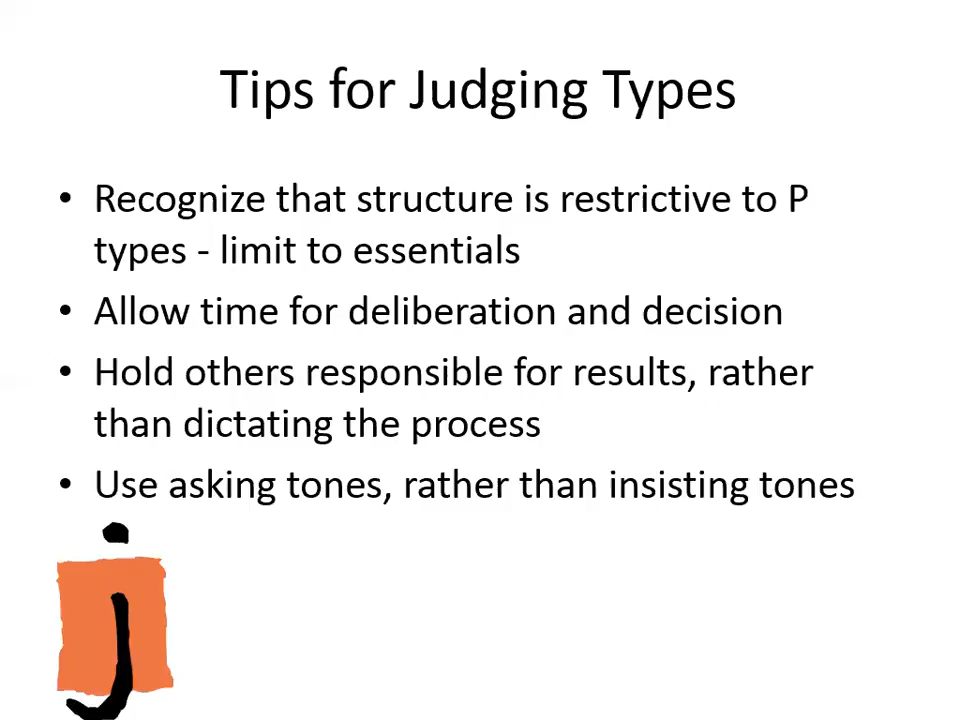 Tips for Judging Types
• Recognize that structure is restrictive to P
types - limit to essentials
• Allow time for deliberation and decision
• Hold others responsible for results, rather
than dictating the process
• Use asking tones, rather than insisting tones
j